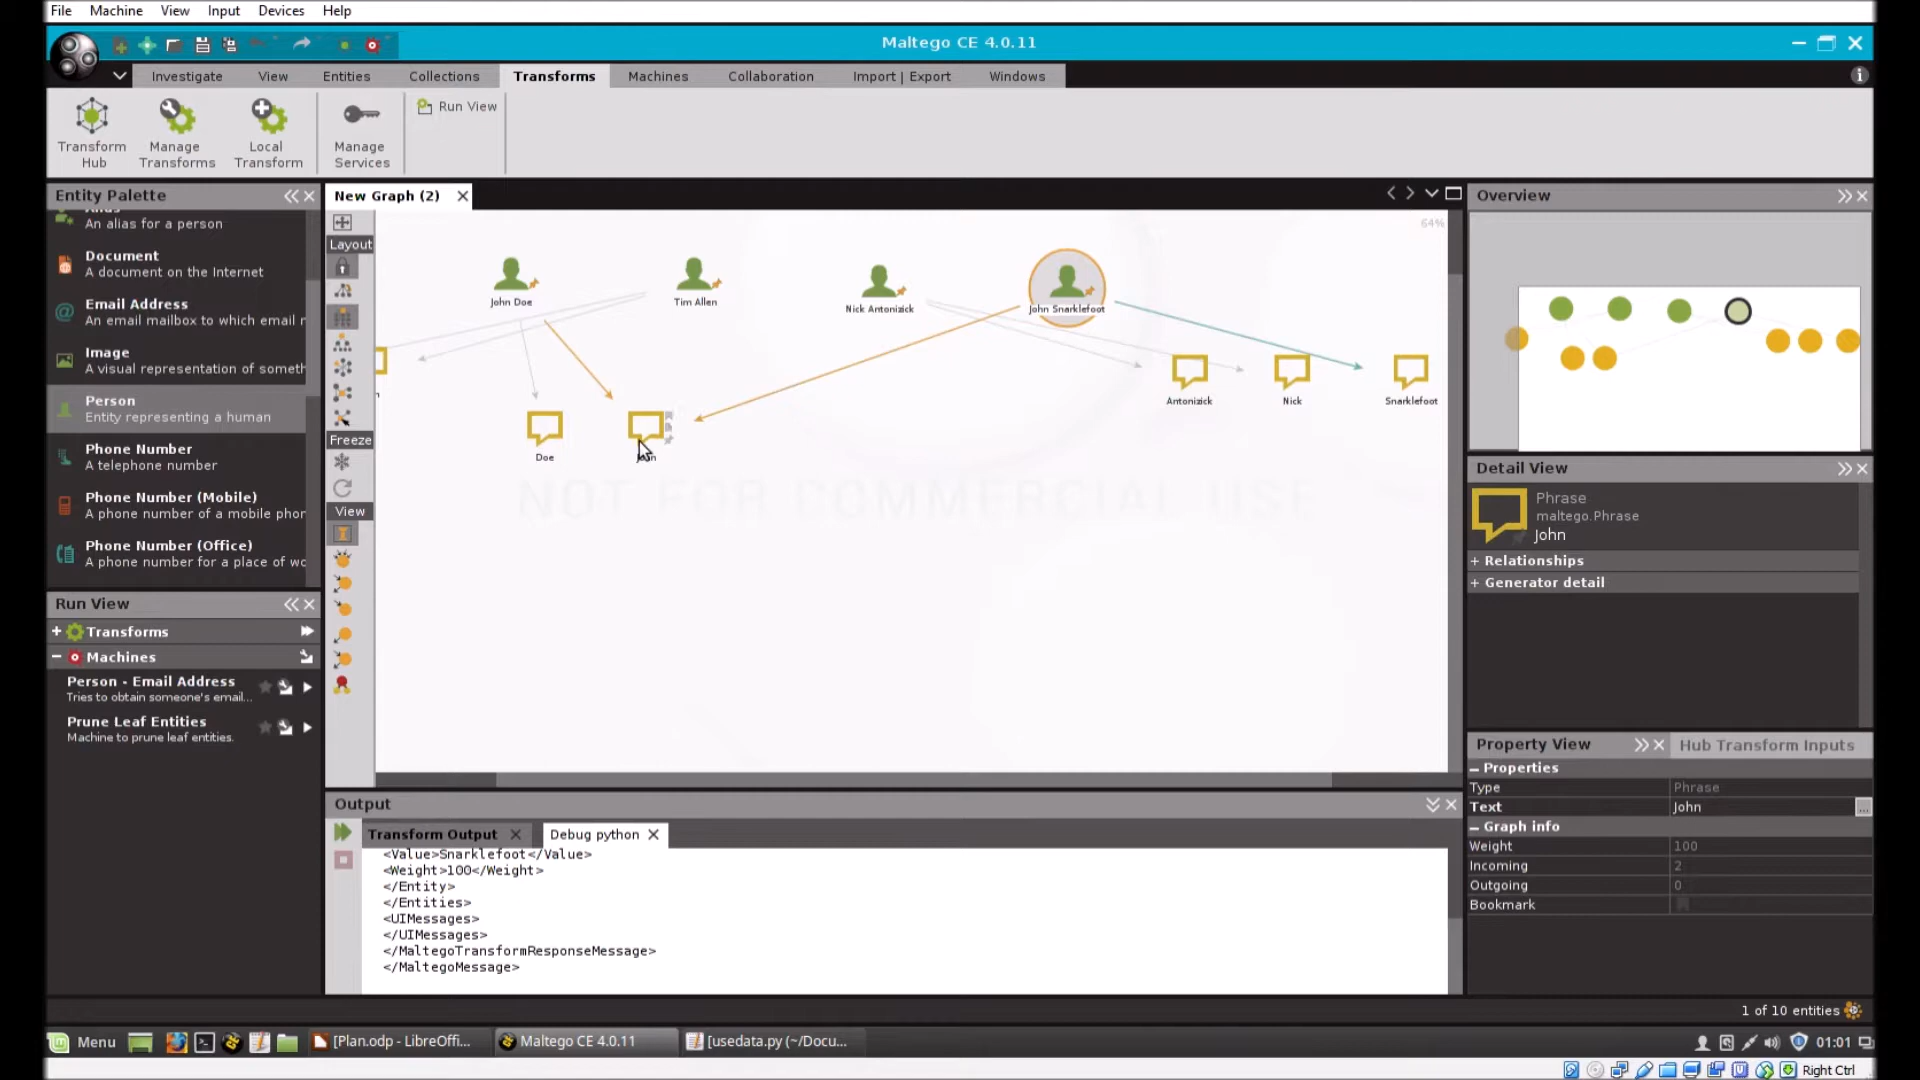 File Machine View Input Devices Help
Maltego CE 4.0.11
Investigate View Entities Collections Transforms Machines Collaboration Import | Export Windows
Transform Hub
Manage Transforms
Local Transform
Manage Services
Run View
Entity Palette
An alias for a person
Document
A document on the Internet
Email Address
An email mailbox to which email r
Image
A visual representation of someth
Person
Entity representing a human
Phone Number
A telephone number
Phone Number (Mobile)
A phone number of a mobile phor
Phone Number (Office)
A phone number for a place of wo
Run View
+ Transforms
− Machines
Person - Email Address
Tries to obtain someone's email...
Prune Leaf Entities
Machine to prune leaf entities.
New Graph (2)
Layout
Freeze
View
64%
John Doe
Tim Allen
Nick Antonizick
John Snarklefoot
Antonizick
Nick
Snarklefoot
Doe
NOT FOR COMMERCIAL USE
Output
Transform Output
Debug python
<Value>Snarklefoot</Value>
<Weight>100</Weight>
</Entity>
</Entities>
<UIMessages>
</UIMessages>
</MaltegoTransformResponseMessage>
</MaltegoMessage>
Overview
Detail View
Phrase
maltego.Phrase
John
+ Relationships
+ Generator detail
Property View Hub Transform Inputs
− Properties
Type Phrase
Text John ...
− Graph info
Weight 100
Incoming 2
Outgoing 0
Bookmark
1 of 10 entities
Menu [Plan.odp - LibreOffi... Maltego CE 4.0.11 [usedata.py (~/Docu... 01:01
Right Ctrl